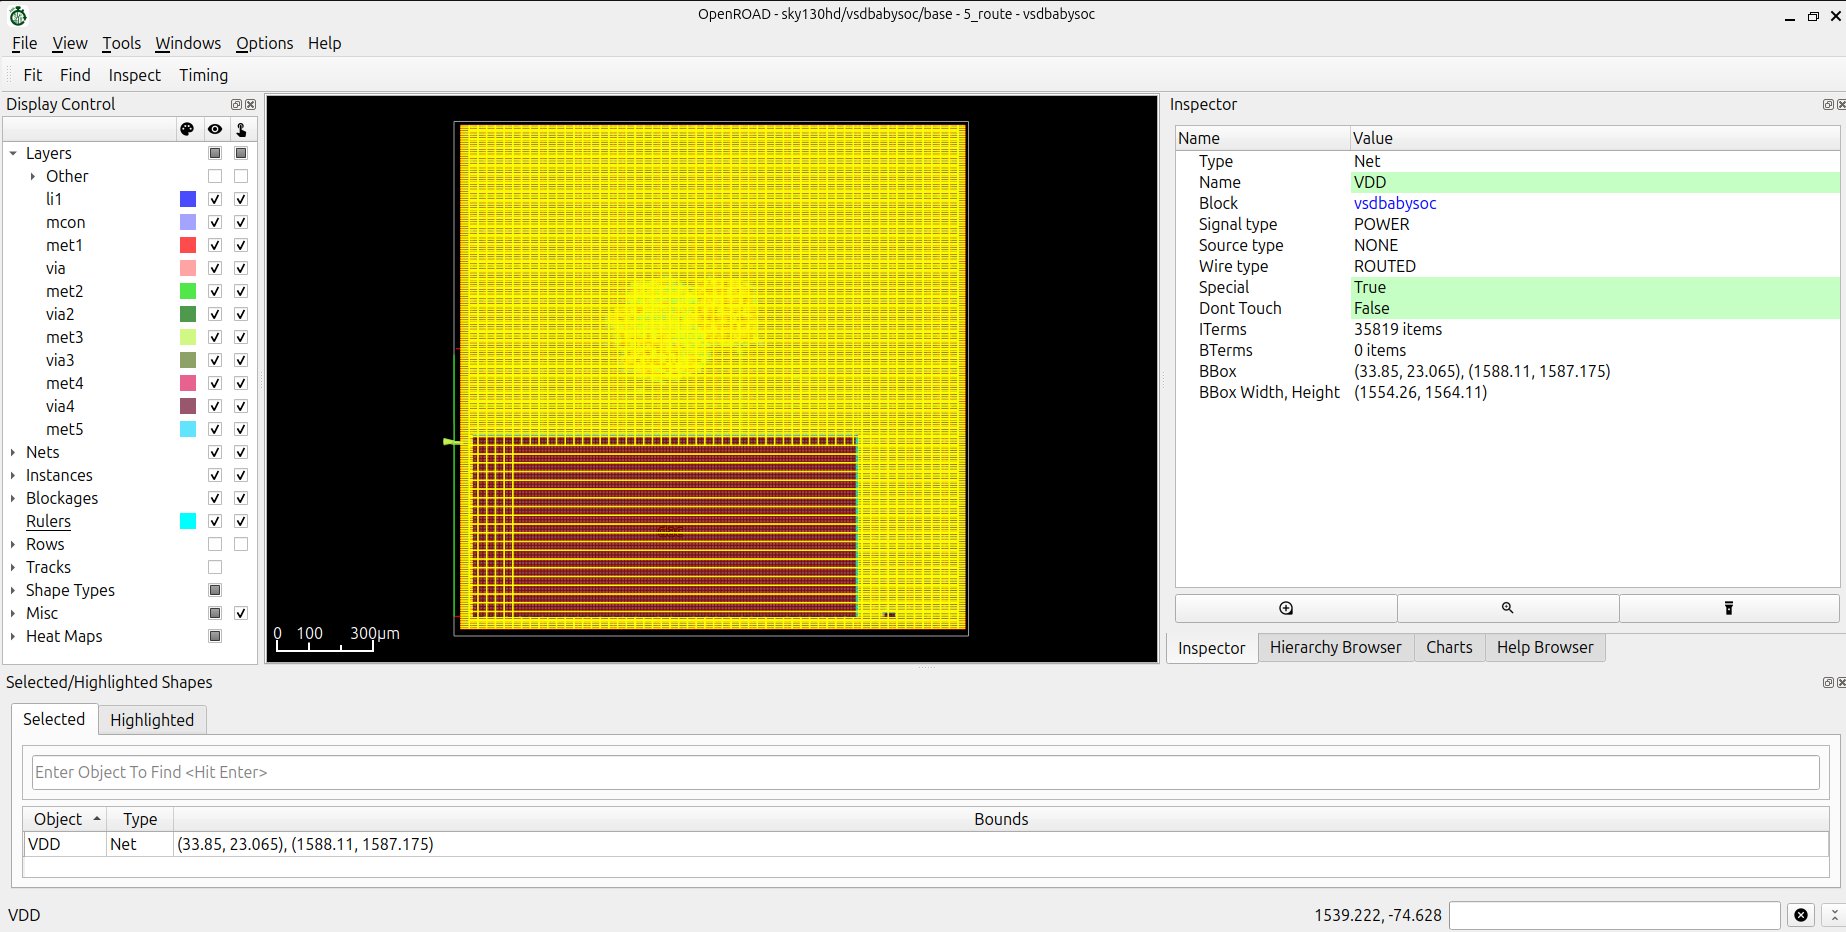 OpenROAD - sky130hd/vsdbabysoc/base - 5_route - vsdbabysoc
File View Tools Windows Options Help
Fit Find Inspect Timing
Display Control
Layers
Other
li1
mcon
met1
via
met2
via2
met3
via3
met4
via4
met5
Nets
Instances
Blockages
Rulers
Rows
Tracks
Shape Types
Misc
Heat Maps
0 100 300μm
Inspector
Name Value
Type Net
Name VDD
Block vsdbabysoc
Signal type POWER
Source type NONE
Wire type ROUTED
Special True
Dont Touch False
ITerms 35819 items
BTerms 0 items
BBox (33.85, 23.065), (1588.11, 1587.175)
BBox Width, Height (1554.26, 1564.11)
Inspector Hierarchy Browser Charts Help Browser
Selected/Highlighted Shapes
Selected Highlighted
Enter Object To Find <Hit Enter>
Object Type Bounds
VDD Net (33.85, 23.065), (1588.11, 1587.175)
VDD 1539.222, -74.628